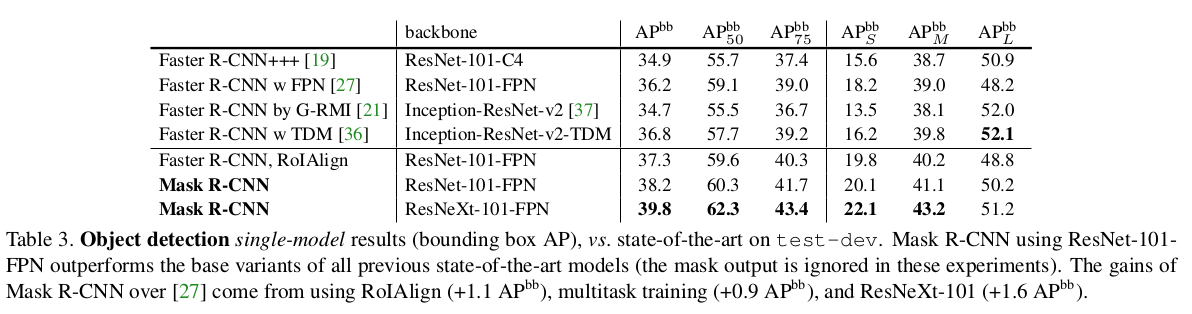 backbone AP^bb AP^bb_50 AP^bb_75 AP^bb_S AP^bb_M AP^bb_L
Faster R-CNN+++ [19] ResNet-101-C4 34.9 55.7 37.4 15.6 38.7 50.9
Faster R-CNN w FPN [27] ResNet-101-FPN 36.2 59.1 39.0 18.2 39.0 48.2
Faster R-CNN by G-RMI [21] Inception-ResNet-v2 [37] 34.7 55.5 36.7 13.5 38.1 52.0
Faster R-CNN w TDM [36] Inception-ResNet-v2-TDM 36.8 57.7 39.2 16.2 39.8 52.1
Faster R-CNN, RoIAlign ResNet-101-FPN 37.3 59.6 40.3 19.8 40.2 48.8
Mask R-CNN ResNet-101-FPN 38.2 60.3 41.7 20.1 41.1 50.2
Mask R-CNN ResNeXt-101-FPN 39.8 62.3 43.4 22.1 43.2 51.2
Table 3. Object detection single-model results (bounding box AP), vs. state-of-the-art on test-dev. Mask R-CNN using ResNet-101-
FPN outperforms the base variants of all previous state-of-the-art models (the mask output is ignored in these experiments). The gains of
Mask R-CNN over [27] come from using RoIAlign (+1.1 AP^bb), multitask training (+0.9 AP^bb), and ResNeXt-101 (+1.6 AP^bb).